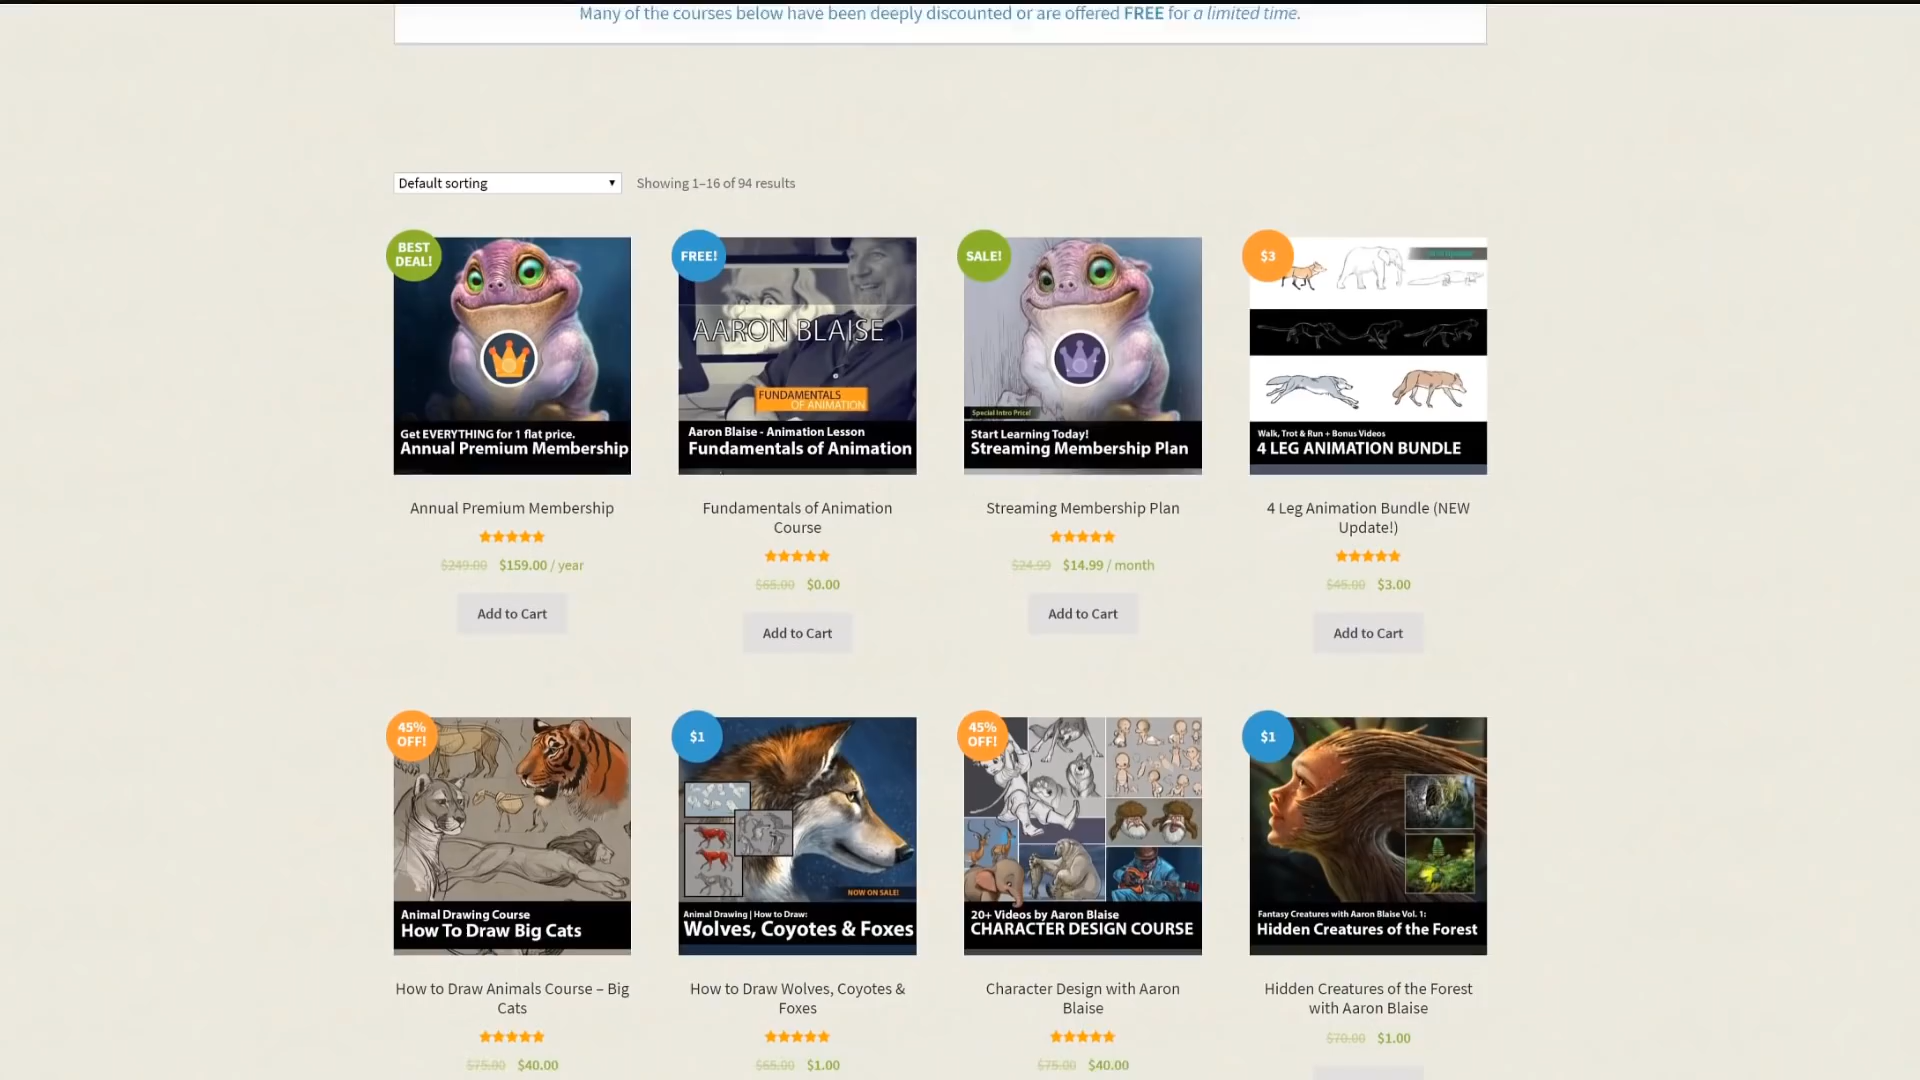 Many of the courses below have been deeply discounted or are offered FREE for a limited time.
Default sorting
Showing 1–16 of 94 results
BEST
DEAL!
Get EVERYTHING for 1 flat price.
Annual Premium Membership
FREE!
AARON BLAISE
FUNDAMENTALS
OF ANIMATION
Aaron Blaise - Animation Lesson
Fundamentals of Animation
SALE!
Special Intro Price!
Start Learning Today!
Streaming Membership Plan
$3
Walk, Trot & Run + Bonus Videos
4 LEG ANIMATION BUNDLE
Annual Premium Membership
$249.00 $159.00 / year
Add to Cart
Fundamentals of Animation
Course
$65.00 $0.00
Add to Cart
Streaming Membership Plan
$24.99 $14.99 / month
Add to Cart
4 Leg Animation Bundle (NEW
Update!)
$45.00 $3.00
Add to Cart
45%
OFF!
Animal Drawing Course
How To Draw Big Cats
$1
NOW ON SALE!
Animal Drawing | How to Draw:
Wolves, Coyotes & Foxes
45%
OFF!
20+ Videos by Aaron Blaise
CHARACTER DESIGN COURSE
$1
Fantasy Creatures with Aaron Blaise Vol. 1:
Hidden Creatures of the Forest
How to Draw Animals Course – Big
Cats
$75.00 $40.00
How to Draw Wolves, Coyotes &
Foxes
$65.00 $1.00
Character Design with Aaron
Blaise
$75.00 $40.00
Hidden Creatures of the Forest
with Aaron Blaise
$70.00 $1.00